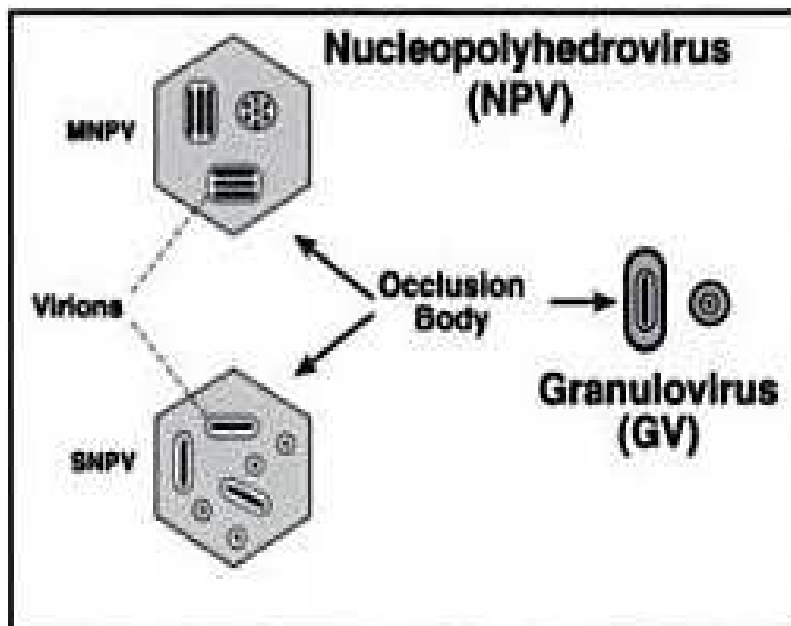 Nucleopolyhedrovirus
(NPV)
MNPV
Virions
Occlusion
Body
Granulovirus
(GV)
SNPV